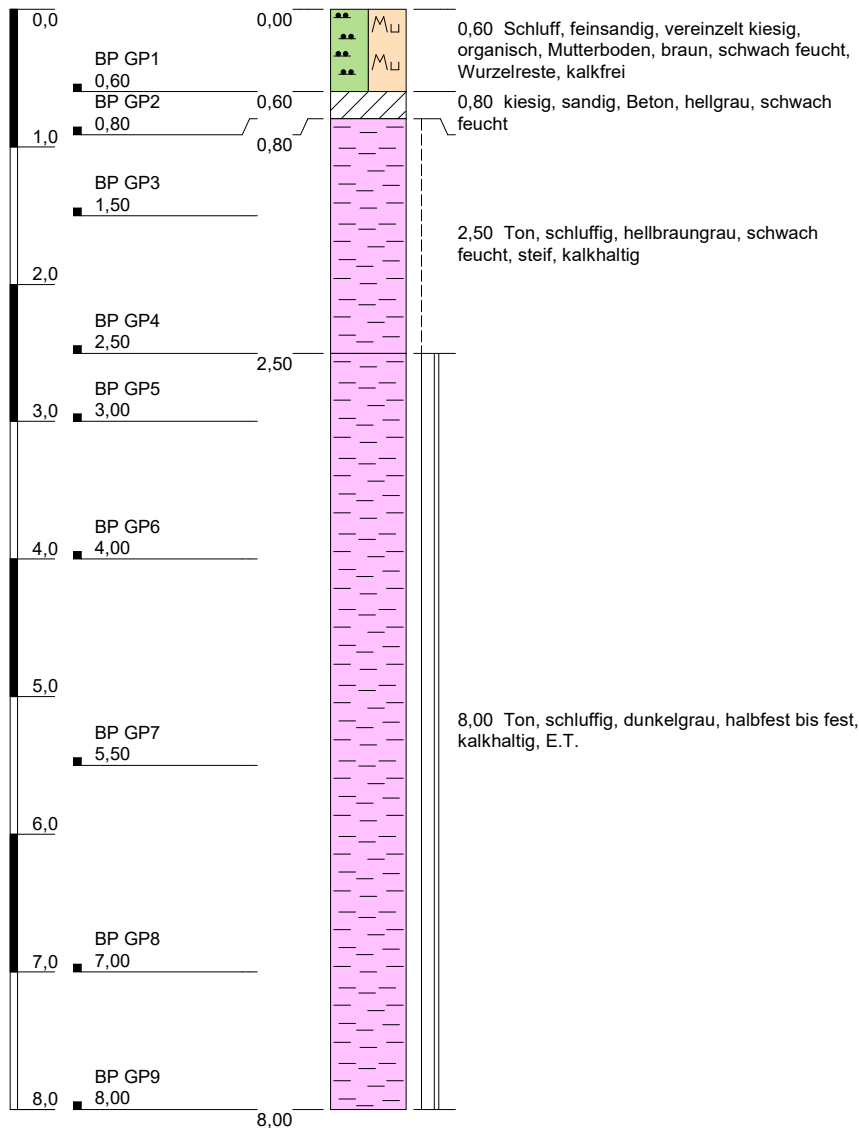 0,0
0,00
0,60 Schluff, feinsandig, vereinzelt kiesig,
organisch, Mutterboden, braun, schwach feucht,
Wurzelreste, kalkfrei
BP GP1
0,60
0,60
0,80 kiesig, sandig, Beton, hellgrau, schwach
feucht
BP GP2
0,80
0,80
1,0
BP GP3
1,50
2,50 Ton, schluffig, hellbraungrau, schwach
feucht, steif, kalkhaltig
2,0
BP GP4
2,50
2,50
BP GP5
3,00
3,0
BP GP6
4,00
4,0
5,0
8,00 Ton, schluffig, dunkelgrau, halbfest bis fest,
kalkhaltig, E.T.
BP GP7
5,50
6,0
BP GP8
7,00
7,0
BP GP9
8,00
8,0
8,00